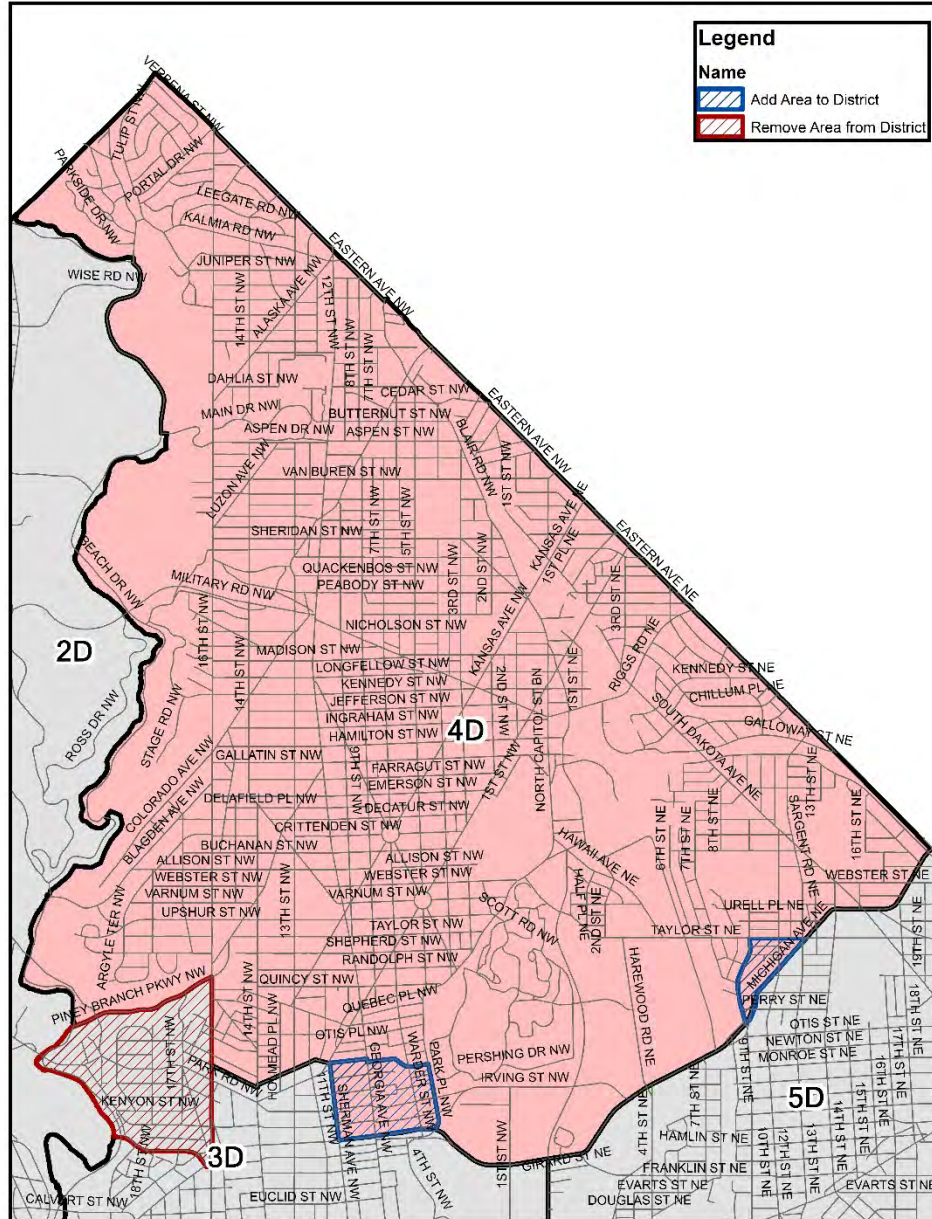 Legend
Name
Add Area to District
Remove Area from District
VERBENA ST NW
TULIP ST NW
PORTAL DR NW
PARKSIDE DR NW
LEEGATE RD NW
KALMIA RD NW
EASTERN AVE NW
WISE RD NW
JUNIPER ST NW
14TH ST NW
ALASKA AVE NW
12TH ST NW
8TH ST NW
7TH ST NW
DAHLIA ST NW
CEDAR ST NW
MAIN DR NW
BUTTERNUT ST NW
ASPEN DR NW
ASPEN ST NW
EASTERN AVE NW
BLAIR RD NW
VAN BUREN ST NW
1ST ST NW
LUZON AVE NW
SHERIDAN ST NW
7TH ST NW
5TH ST NW
KANSAS AVE NE
1ST PL NE
EASTERN AVE NE
BEACH DR NW
QUACKENBOS ST NW
PEABODY ST NW
3RD ST NW
2ND ST NW
MILITARY RD NW
3RD ST NE
NICHOLSON ST NW
KANSAS AVE NW
RIGGS RD NE
2D
16TH ST NW
MADISON ST NW
LONGFELLOW ST NW
KENNEDY ST NW
14TH ST NW
JEFFERSON ST NW
2ND ST NW
1ST ST NE
KENNEDY ST NE
CHILLUM PL NE
INGRAHAM ST NW
HAMILTON ST NW
4D
ROSS DR NW
STAGE RD NW
SOUTH DAKOTA AVE NE
GALLOWAY ST NE
GALLATIN ST NW
9TH ST NW
FARRAGUT ST NW
EMERSON ST NW
1ST ST NW
NORTH CAPITOL ST BN
COLORADO AVE NW
DELAFIELD PL NW
DECATUR ST NW
13TH ST NE
BLAGDEN AVE NW
CRITTENDEN ST NW
6TH ST NE
7TH ST NE
8TH ST NE
SARGENT RD NE
16TH ST NE
BUCHANAN ST NW
HAWAII AVE NE
ALLISON ST NW
ALLISON ST NW
WEBSTER ST NW
WEBSTER ST NW
WEBSTER ST NE
VARNUM ST NW
VARNUM ST NW
HALF PL NE
2ND ST NE
UPSHUR ST NW
13TH ST NW
SCOTT RD NW
URELL PL NE
ARGYLE TER NW
TAYLOR ST NW
TAYLOR ST NE
SHEPHERD ST NW
RANDOLPH ST NW
HAREWOOD RD NE
MICHIGAN AVE NE
19TH ST NE
PINEY BRANCH PKWY NW
14TH ST NW
QUINCY ST NW
QUEBEC PL NW
HOLMEAD PL NW
PERRY ST NE
18TH ST NE
OTIS PL NW
OTIS ST NE
17TH ST NW
PARK RD NW
GEORGIA AVE NW
WARDER ST NW
PARK PL NW
PERSHING DR NW
NEWTON ST NE
MONROE ST NE
17TH ST NE
IRVING ST NW
9TH ST NE
16TH ST NE
KENYON ST NW
11TH ST NW
7TH ST NE
5D
15TH ST NE
4TH ST NE
14TH ST NE
HAMLIN ST NE
10TH ST NE
12TH ST NE
13TH ST NE
18TH ST NW
3D
4TH ST NW
1ST ST NW
GIRARD ST NE
FRANKLIN ST NE
EVARTS ST NE
EVARTS ST NE
CALVERT ST NW
EUCLID ST NW
DOUGLAS ST NE